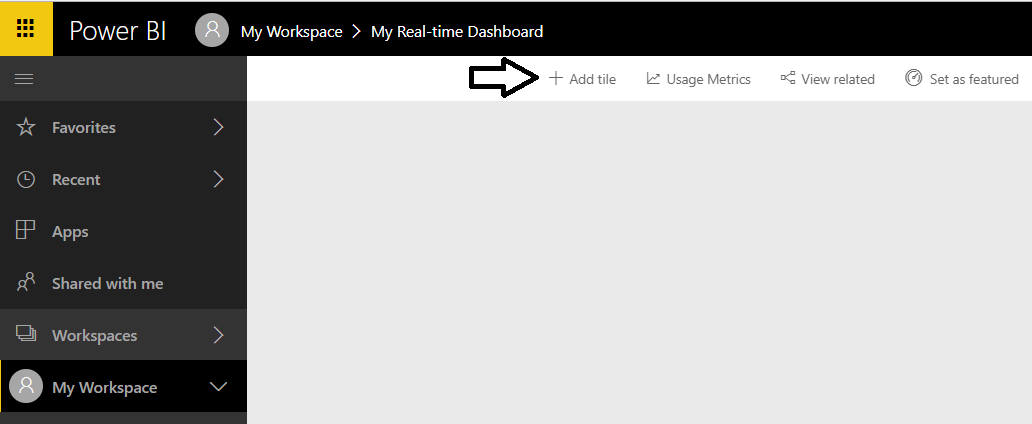 Power BI My Workspace > My Real-time Dashboard
+ Add tile Usage Metrics View related Set as featured
Favorites
Recent
Apps
Shared with me
Workspaces
My Workspace